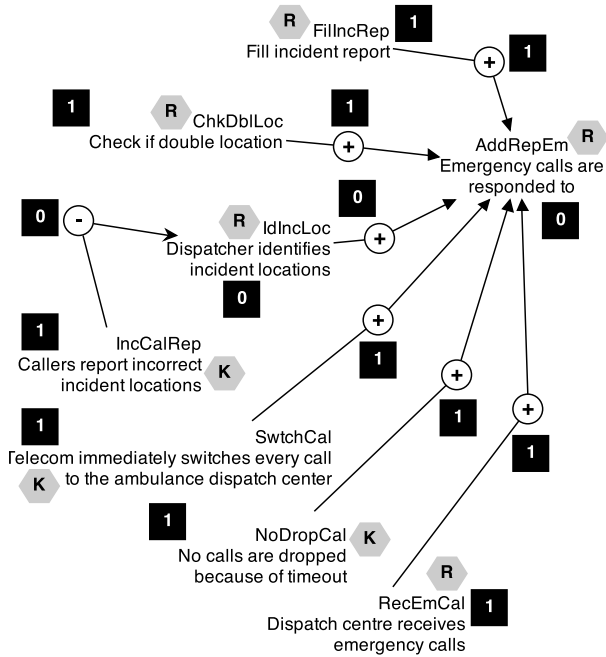 R
FillIncRep
1
Fill incident report
+
1
1
R
ChkDblLoc
Check if double location
1
+
AddRepEm
R
Emergency calls are
responded to
0
0
-
R
IdIncLoc
Dispatcher identifies
incident locations
0
0
+
1
IncCalRep
Callers report incorrect
incident locations
K
+
1
1
SwtchCal
Telecom immediately switches every call
to the ambulance dispatch center
K
+
1
1
NoDropCal
No calls are dropped
because of timeout
K
+
1
R
RecEmCal
Dispatch centre receives
emergency calls
1